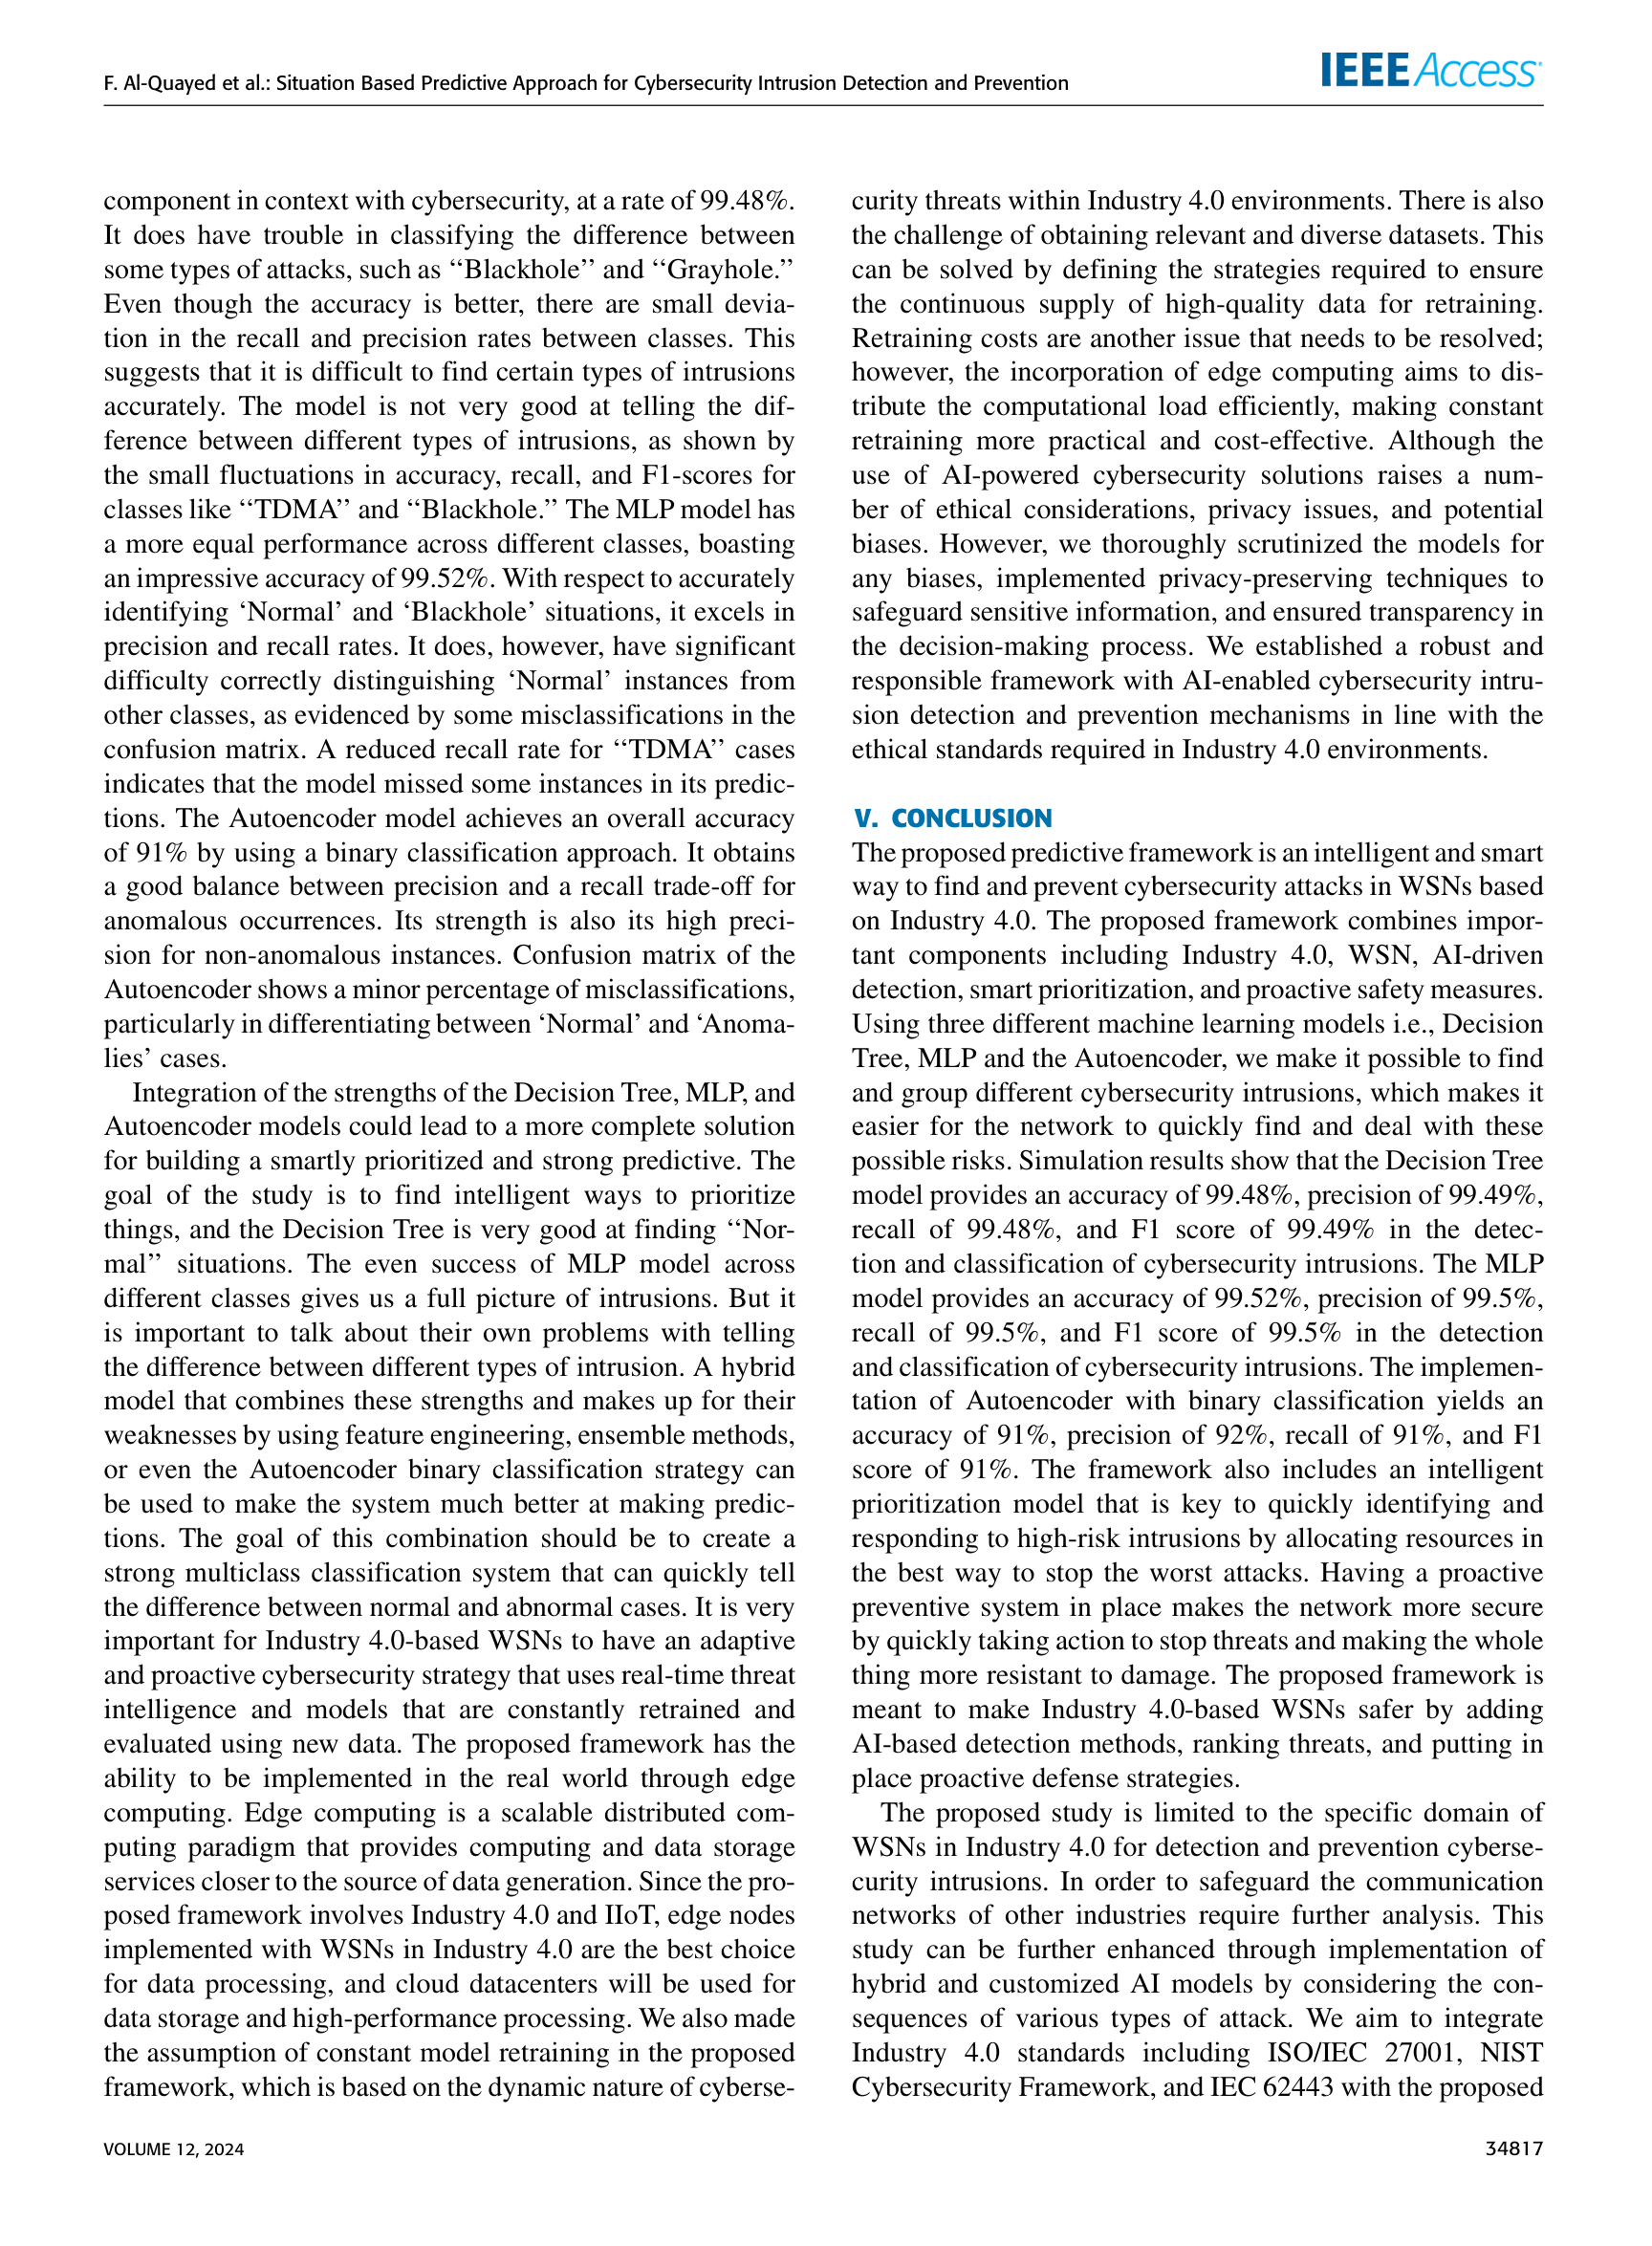 F. Al-Quayed et al.: Situation Based Predictive Approach for Cybersecurity Intrusion Detection and Prevention
IEEE Access
component in context with cybersecurity, at a rate of 99.48%.
It does have trouble in classifying the difference between
some types of attacks, such as ‘‘Blackhole’’ and ‘‘Grayhole.’’
Even though the accuracy is better, there are small devia-
tion in the recall and precision rates between classes. This
suggests that it is difficult to find certain types of intrusions
accurately. The model is not very good at telling the dif-
ference between different types of intrusions, as shown by
the small fluctuations in accuracy, recall, and F1-scores for
classes like ‘‘TDMA’’ and ‘‘Blackhole.’’ The MLP model has
a more equal performance across different classes, boasting
an impressive accuracy of 99.52%. With respect to accurately
identifying ‘Normal’ and ‘Blackhole’ situations, it excels in
precision and recall rates. It does, however, have significant
difficulty correctly distinguishing ‘Normal’ instances from
other classes, as evidenced by some misclassifications in the
confusion matrix. A reduced recall rate for ‘‘TDMA’’ cases
indicates that the model missed some instances in its predic-
tions. The Autoencoder model achieves an overall accuracy
of 91% by using a binary classification approach. It obtains
a good balance between precision and a recall trade-off for
anomalous occurrences. Its strength is also its high preci-
sion for non-anomalous instances. Confusion matrix of the
Autoencoder shows a minor percentage of misclassifications,
particularly in differentiating between ‘Normal’ and ‘Anoma-
lies’ cases.
Integration of the strengths of the Decision Tree, MLP, and
Autoencoder models could lead to a more complete solution
for building a smartly prioritized and strong predictive. The
goal of the study is to find intelligent ways to prioritize
things, and the Decision Tree is very good at finding ‘‘Nor-
mal’’ situations. The even success of MLP model across
different classes gives us a full picture of intrusions. But it
is important to talk about their own problems with telling
the difference between different types of intrusion. A hybrid
model that combines these strengths and makes up for their
weaknesses by using feature engineering, ensemble methods,
or even the Autoencoder binary classification strategy can
be used to make the system much better at making predic-
tions. The goal of this combination should be to create a
strong multiclass classification system that can quickly tell
the difference between normal and abnormal cases. It is very
important for Industry 4.0-based WSNs to have an adaptive
and proactive cybersecurity strategy that uses real-time threat
intelligence and models that are constantly retrained and
evaluated using new data. The proposed framework has the
ability to be implemented in the real world through edge
computing. Edge computing is a scalable distributed com-
puting paradigm that provides computing and data storage
services closer to the source of data generation. Since the pro-
posed framework involves Industry 4.0 and IIoT, edge nodes
implemented with WSNs in Industry 4.0 are the best choice
for data processing, and cloud datacenters will be used for
data storage and high-performance processing. We also made
the assumption of constant model retraining in the proposed
framework, which is based on the dynamic nature of cyberse-
curity threats within Industry 4.0 environments. There is also
the challenge of obtaining relevant and diverse datasets. This
can be solved by defining the strategies required to ensure
the continuous supply of high-quality data for retraining.
Retraining costs are another issue that needs to be resolved;
however, the incorporation of edge computing aims to dis-
tribute the computational load efficiently, making constant
retraining more practical and cost-effective. Although the
use of AI-powered cybersecurity solutions raises a num-
ber of ethical considerations, privacy issues, and potential
biases. However, we thoroughly scrutinized the models for
any biases, implemented privacy-preserving techniques to
safeguard sensitive information, and ensured transparency in
the decision-making process. We established a robust and
responsible framework with AI-enabled cybersecurity intru-
sion detection and prevention mechanisms in line with the
ethical standards required in Industry 4.0 environments.
V. CONCLUSION
The proposed predictive framework is an intelligent and smart
way to find and prevent cybersecurity attacks in WSNs based
on Industry 4.0. The proposed framework combines impor-
tant components including Industry 4.0, WSN, AI-driven
detection, smart prioritization, and proactive safety measures.
Using three different machine learning models i.e., Decision
Tree, MLP and the Autoencoder, we make it possible to find
and group different cybersecurity intrusions, which makes it
easier for the network to quickly find and deal with these
possible risks. Simulation results show that the Decision Tree
model provides an accuracy of 99.48%, precision of 99.49%,
recall of 99.48%, and F1 score of 99.49% in the detec-
tion and classification of cybersecurity intrusions. The MLP
model provides an accuracy of 99.52%, precision of 99.5%,
recall of 99.5%, and F1 score of 99.5% in the detection
and classification of cybersecurity intrusions. The implemen-
tation of Autoencoder with binary classification yields an
accuracy of 91%, precision of 92%, recall of 91%, and F1
score of 91%. The framework also includes an intelligent
prioritization model that is key to quickly identifying and
responding to high-risk intrusions by allocating resources in
the best way to stop the worst attacks. Having a proactive
preventive system in place makes the network more secure
by quickly taking action to stop threats and making the whole
thing more resistant to damage. The proposed framework is
meant to make Industry 4.0-based WSNs safer by adding
AI-based detection methods, ranking threats, and putting in
place proactive defense strategies.
The proposed study is limited to the specific domain of
WSNs in Industry 4.0 for detection and prevention cyberse-
curity intrusions. In order to safeguard the communication
networks of other industries require further analysis. This
study can be further enhanced through implementation of
hybrid and customized AI models by considering the con-
sequences of various types of attack. We aim to integrate
Industry 4.0 standards including ISO/IEC 27001, NIST
Cybersecurity Framework, and IEC 62443 with the proposed
VOLUME 12, 2024
34817